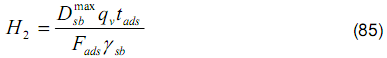 H_2 = \frac{D_{sb}^{max} q_v t_{ads}}{F_{ads} \gamma_{sb}} (85)